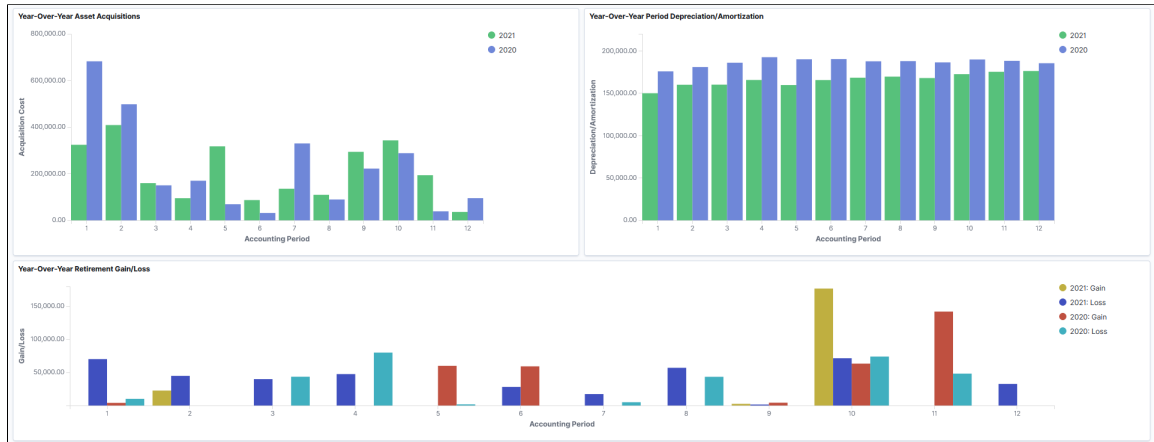 Year-Over-Year Asset Acquisitions
800,000.00
600,000.00
400,000.00
200,000.00
0.00
Acquisition Cost
1 2 3 4 5 6 7 8 9 10 11 12
Accounting Period
2021
2020
Year-Over-Year Period Depreciation/Amortization
200,000.00
150,000.00
100,000.00
50,000.00
0.00
Depreciation/Amortization
1 2 3 4 5 6 7 8 9 10 11 12
Accounting Period
2021
2020
Year-Over-Year Retirement Gain/Loss
150,000.00
100,000.00
50,000.00
Gain/Loss
1 2 3 4 5 6 7 8 9 10 11 12
Accounting Period
2021: Gain
2021: Loss
2020: Gain
2020: Loss